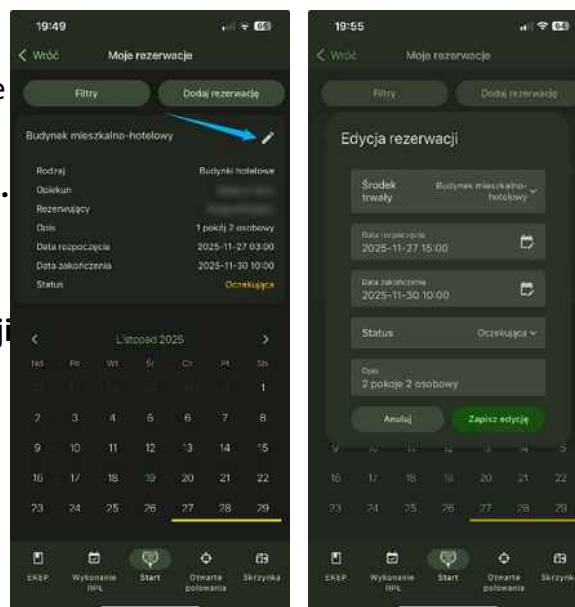 e
.
ji
19:49
64
Wróć
Moje rezerwacje
Filtry
Dodaj rezerwację
Budynek mieszkalno-hotelowy
Rodzaj
Budynki hotelowe
Opiekun
Rezerwujący
Opis
1 pokój 2 osobowy
Data rozpoczęcia
2025-11-27 03:00
Data zakończenia
2025-11-30 10:00
Status
Oczekująca
Listopad 2025
Nd Pn Wt Śr Cz Pt Sb
1
2 3 4 5 6 7 8
9 10 11 12 13 14 15
16 17 18 19 20 21 22
23 24 25 26 27 28 29
EKEP
Wykonanie RPŁ
Start
Otwarte polowania
Skrzynka
19:55
Wróć
Moje rezerwacje
Filtry
Dodaj rezerwację
Edycja rezerwacji
Środek trwały
Budynek mieszkalno-hotelowy
Data rozpoczęcia
2025-11-27 15:00
Data zakończenia
2025-11-30 10:00
Status
Oczekująca
Opis
2 pokoje 2 osobowy
Anuluj
Zapisz edycję
16 17 18 19 20 21 22
23 24 25 26 27 28 29
EKEP
Wykonanie RPŁ
Start
Otwarte polowania
Skrzynka